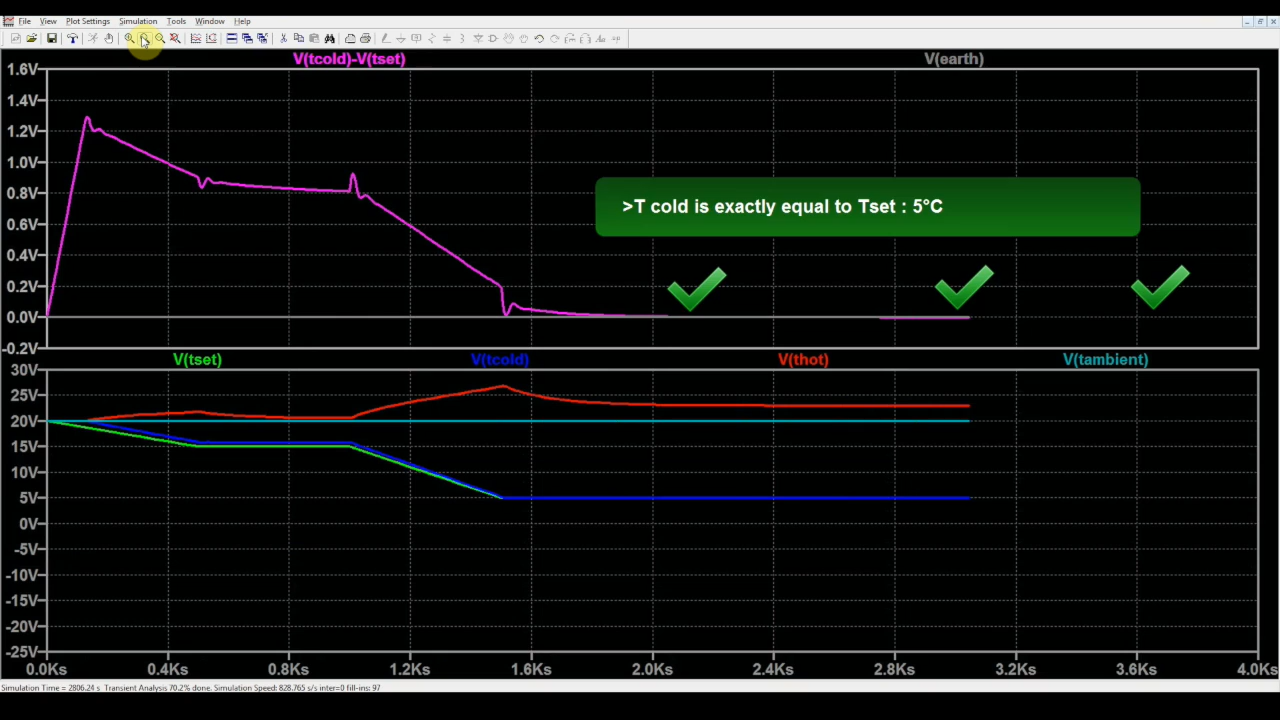 File View Plot Settings Simulation Tools Window Help
V(tcold)-V(tset) V(earth)
1.6V
1.4V
1.2V
1.0V
0.8V
0.6V
0.4V
0.2V
0.0V
-0.2V
>T cold is exactly equal to Tset : 5°C
V(tset) V(tcold) V(thot) V(tambient)
30V
25V
20V
15V
10V
5V
0V
-5V
-10V
-15V
-20V
-25V
0.0Ks 0.4Ks 0.8Ks 1.2Ks 1.6Ks 2.0Ks 2.4Ks 2.8Ks 3.2Ks 3.6Ks 4.0Ks
Simulation Time = 2806.24 s Transient Analysis 70.2% done. Simulation Speed: 828.765 s/s inter=0 fill-ins: 97